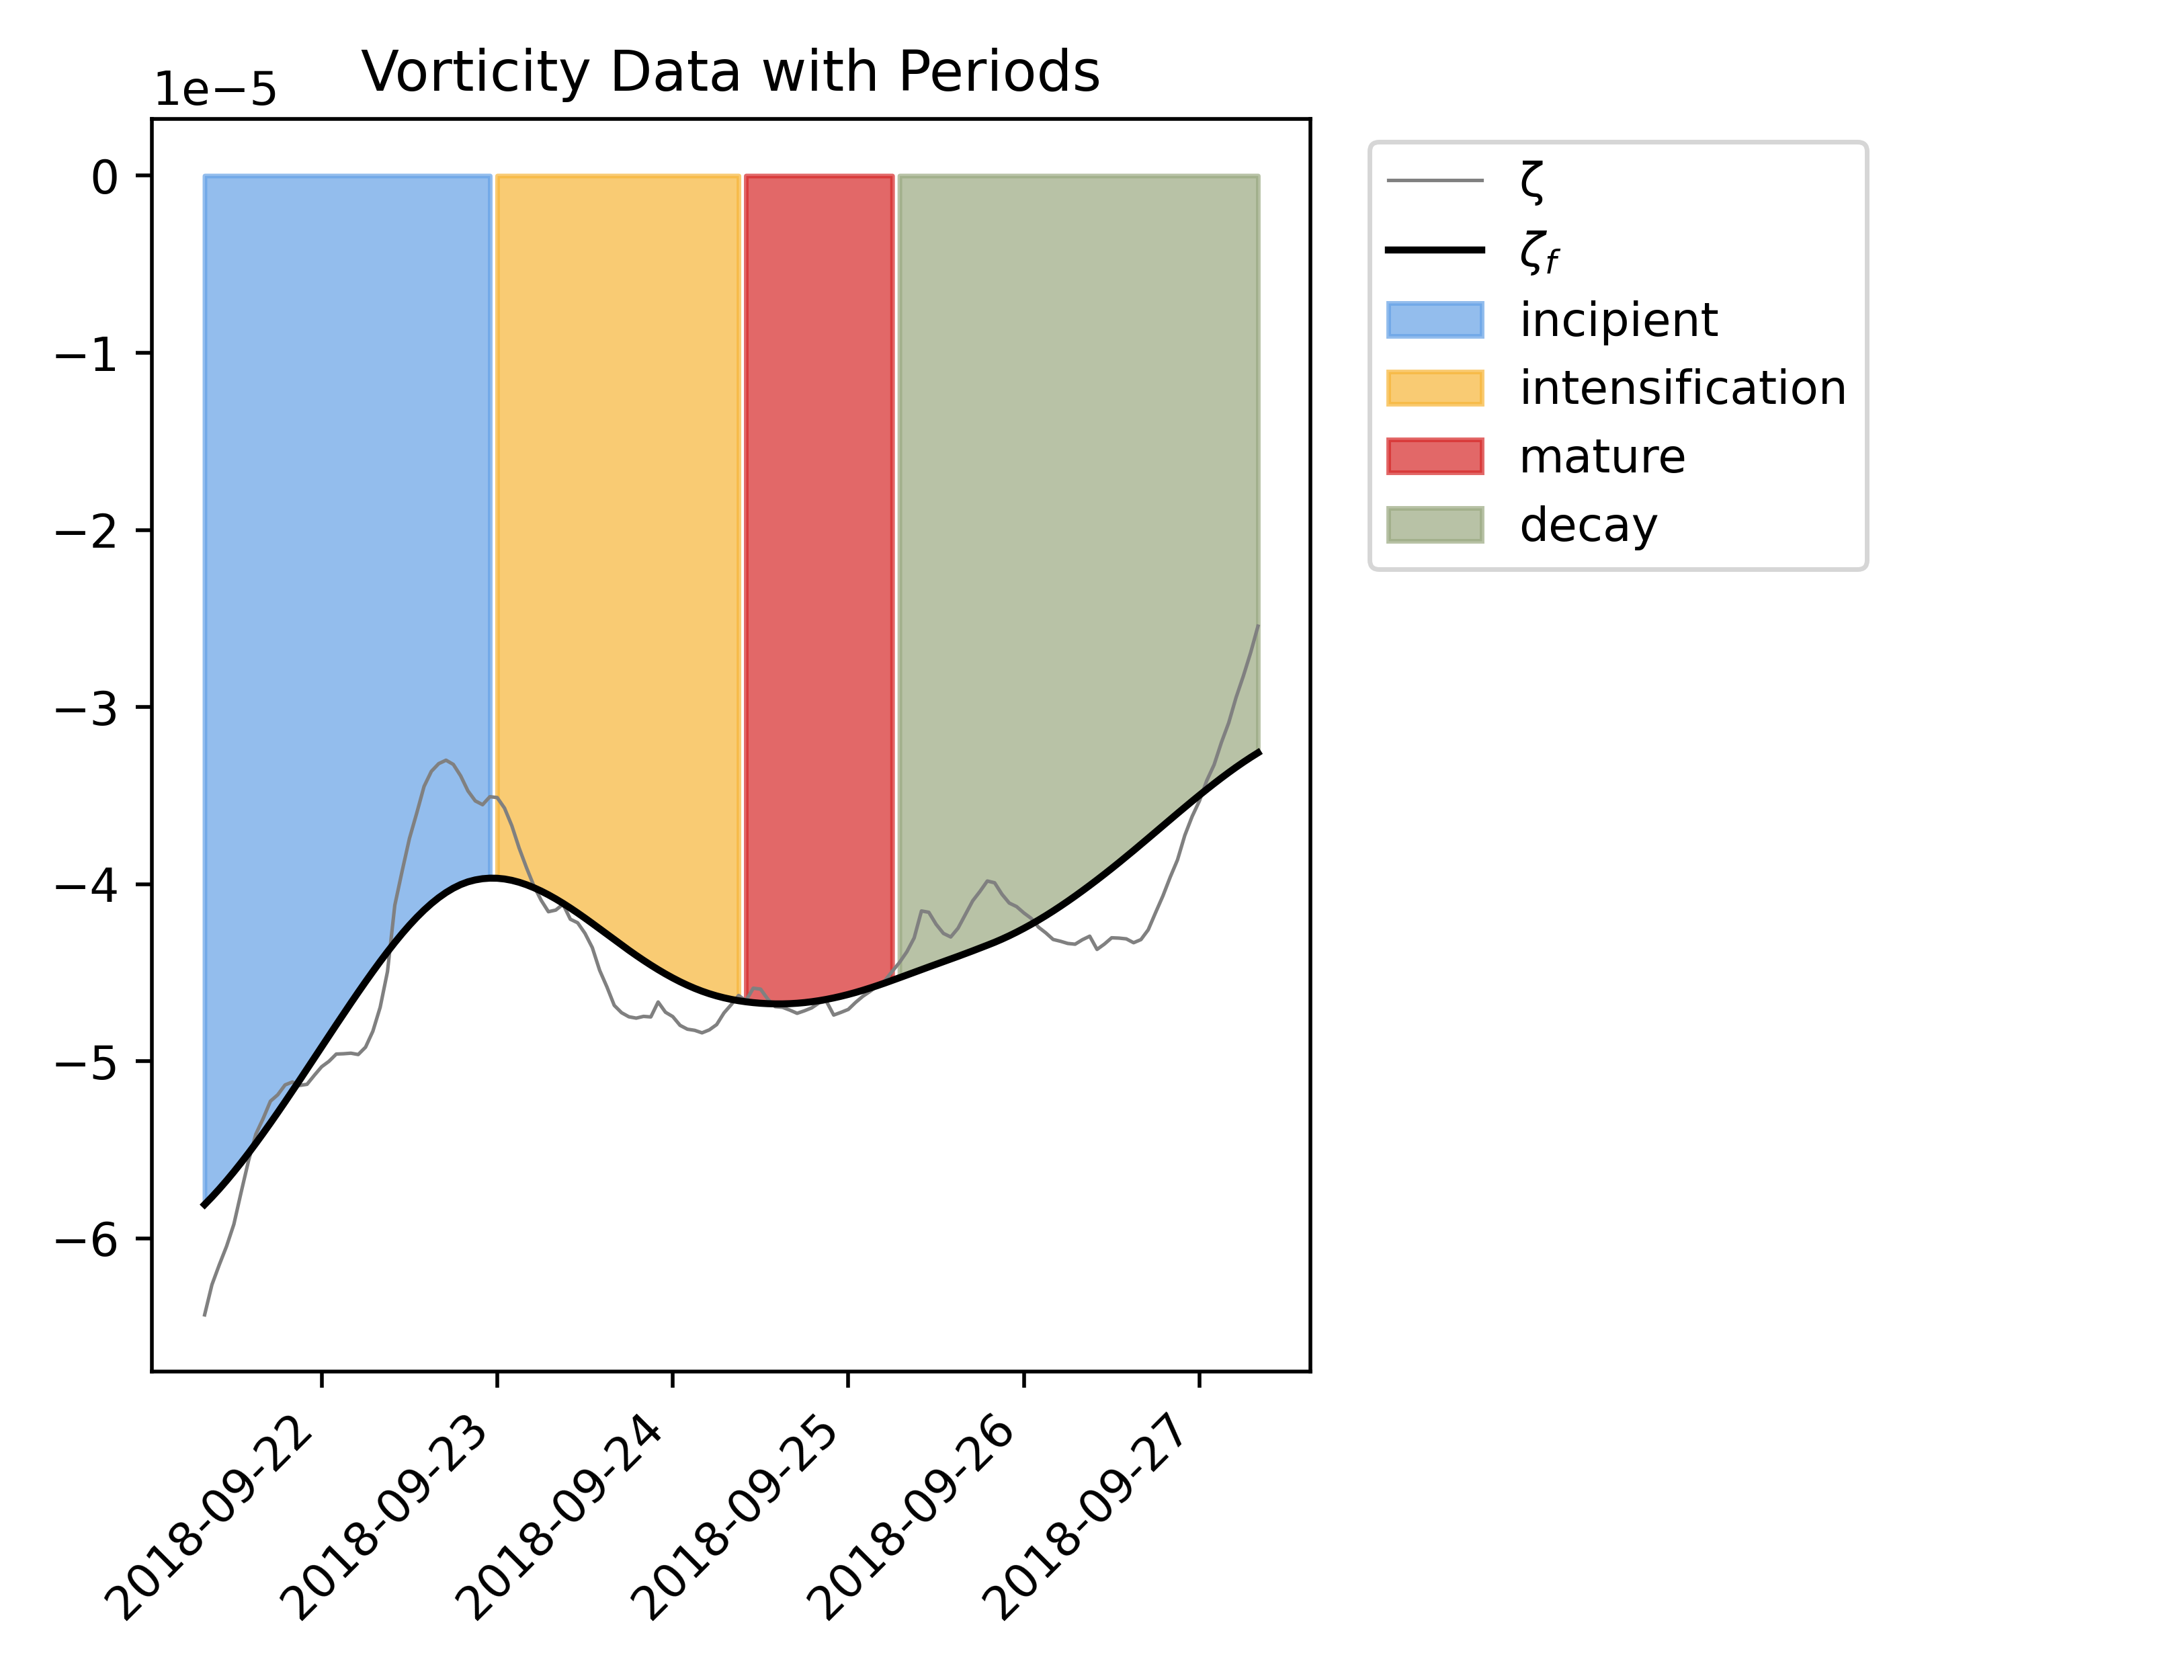 Vorticity Data with Periods
1e−5
0
−1
−2
−3
−4
−5
−6
2018-09-22
2018-09-23
2018-09-24
2018-09-25
2018-09-26
2018-09-27
ζ
ζf
incipient
intensification
mature
decay